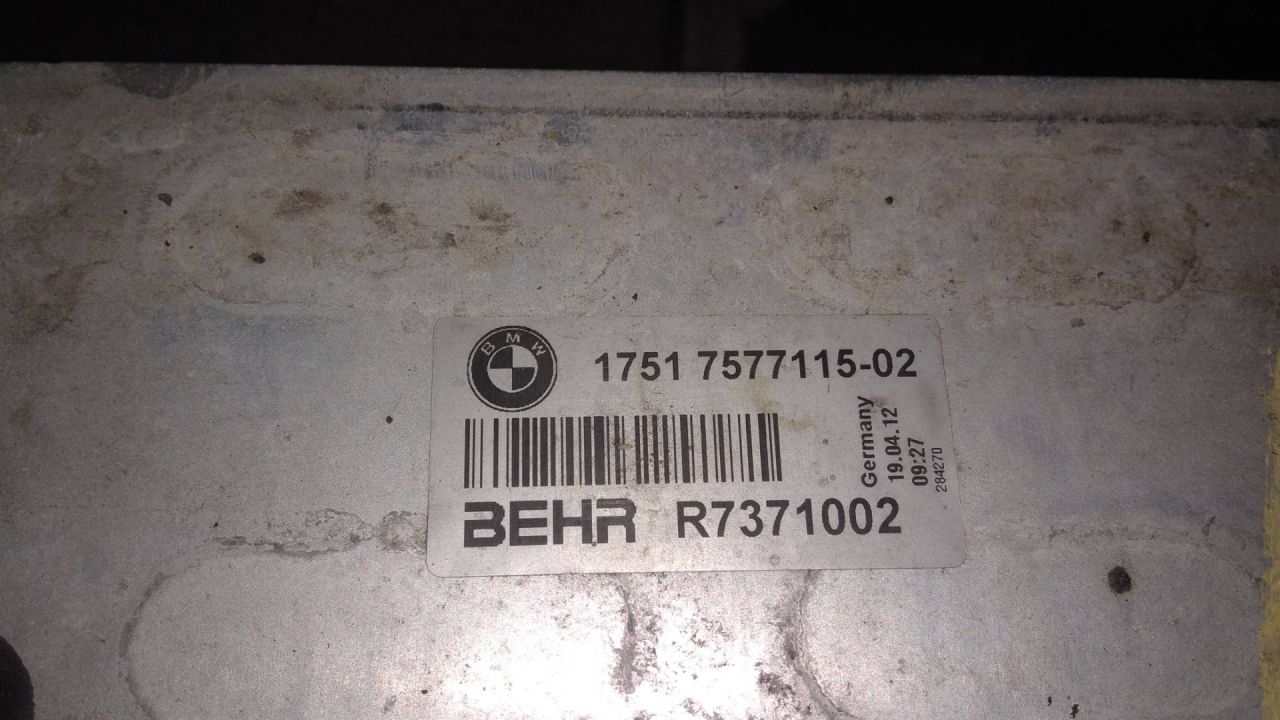 BMW
1751 7577115-02
Germany
19.04.12
09:27
284270
BEHR R7371002